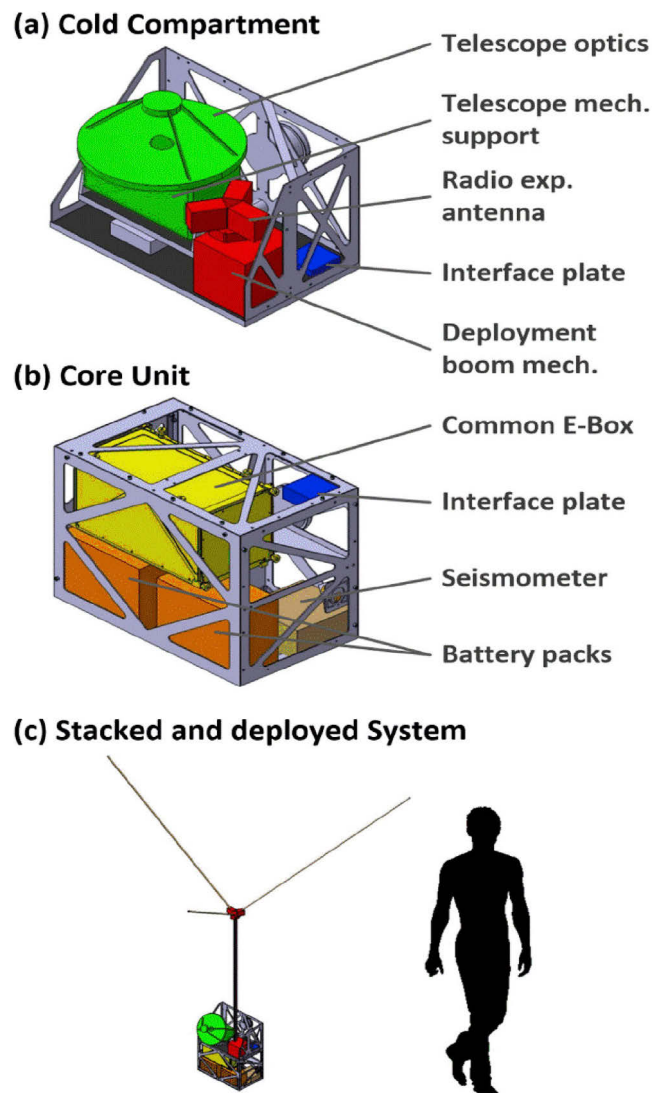 (a) Cold Compartment
Telescope optics
Telescope mech.
support
Radio exp.
antenna
Interface plate
Deployment
boom mech.
(b) Core Unit
Common E-Box
Interface plate
Seismometer
Battery packs
(c) Stacked and deployed System